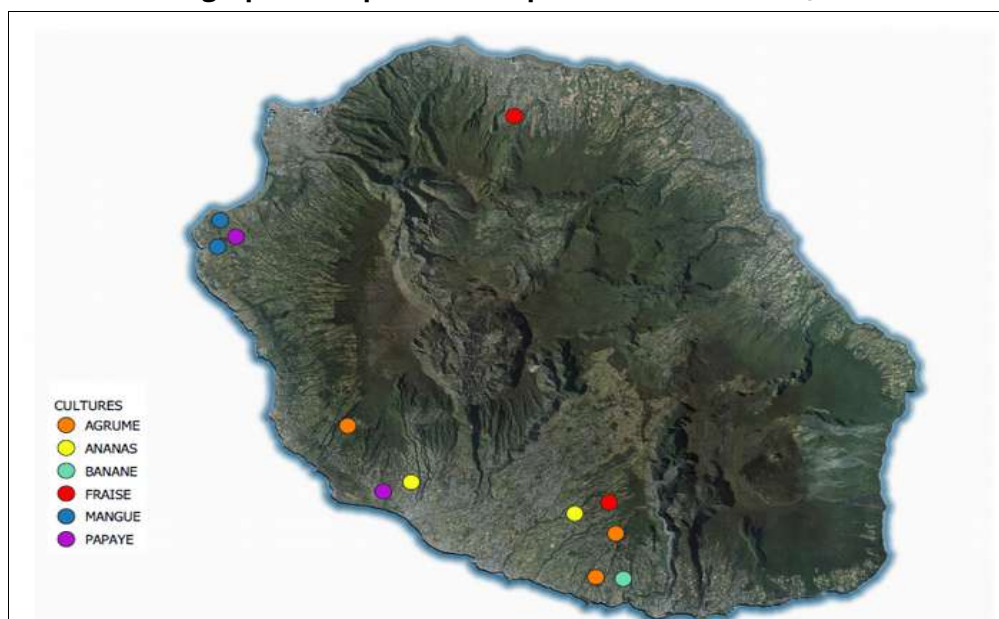 CULTURES
AGRUME
ANANAS
BANANE
FRAISE
MANGUE
PAPAYE